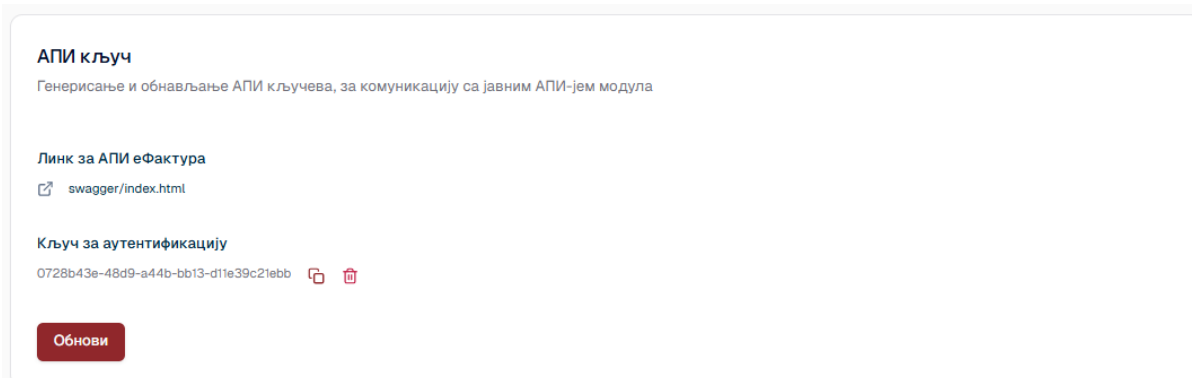 АПИ кључ
Генерисање и обнављање АПИ кључева, за комуникацију са јавним АПИ-јем модула
Линк за АПИ еФактура
swagger/index.html
Кључ за аутентификацију
0728b43e-48d9-a44b-bb13-d11e39c21ebb
Обнови